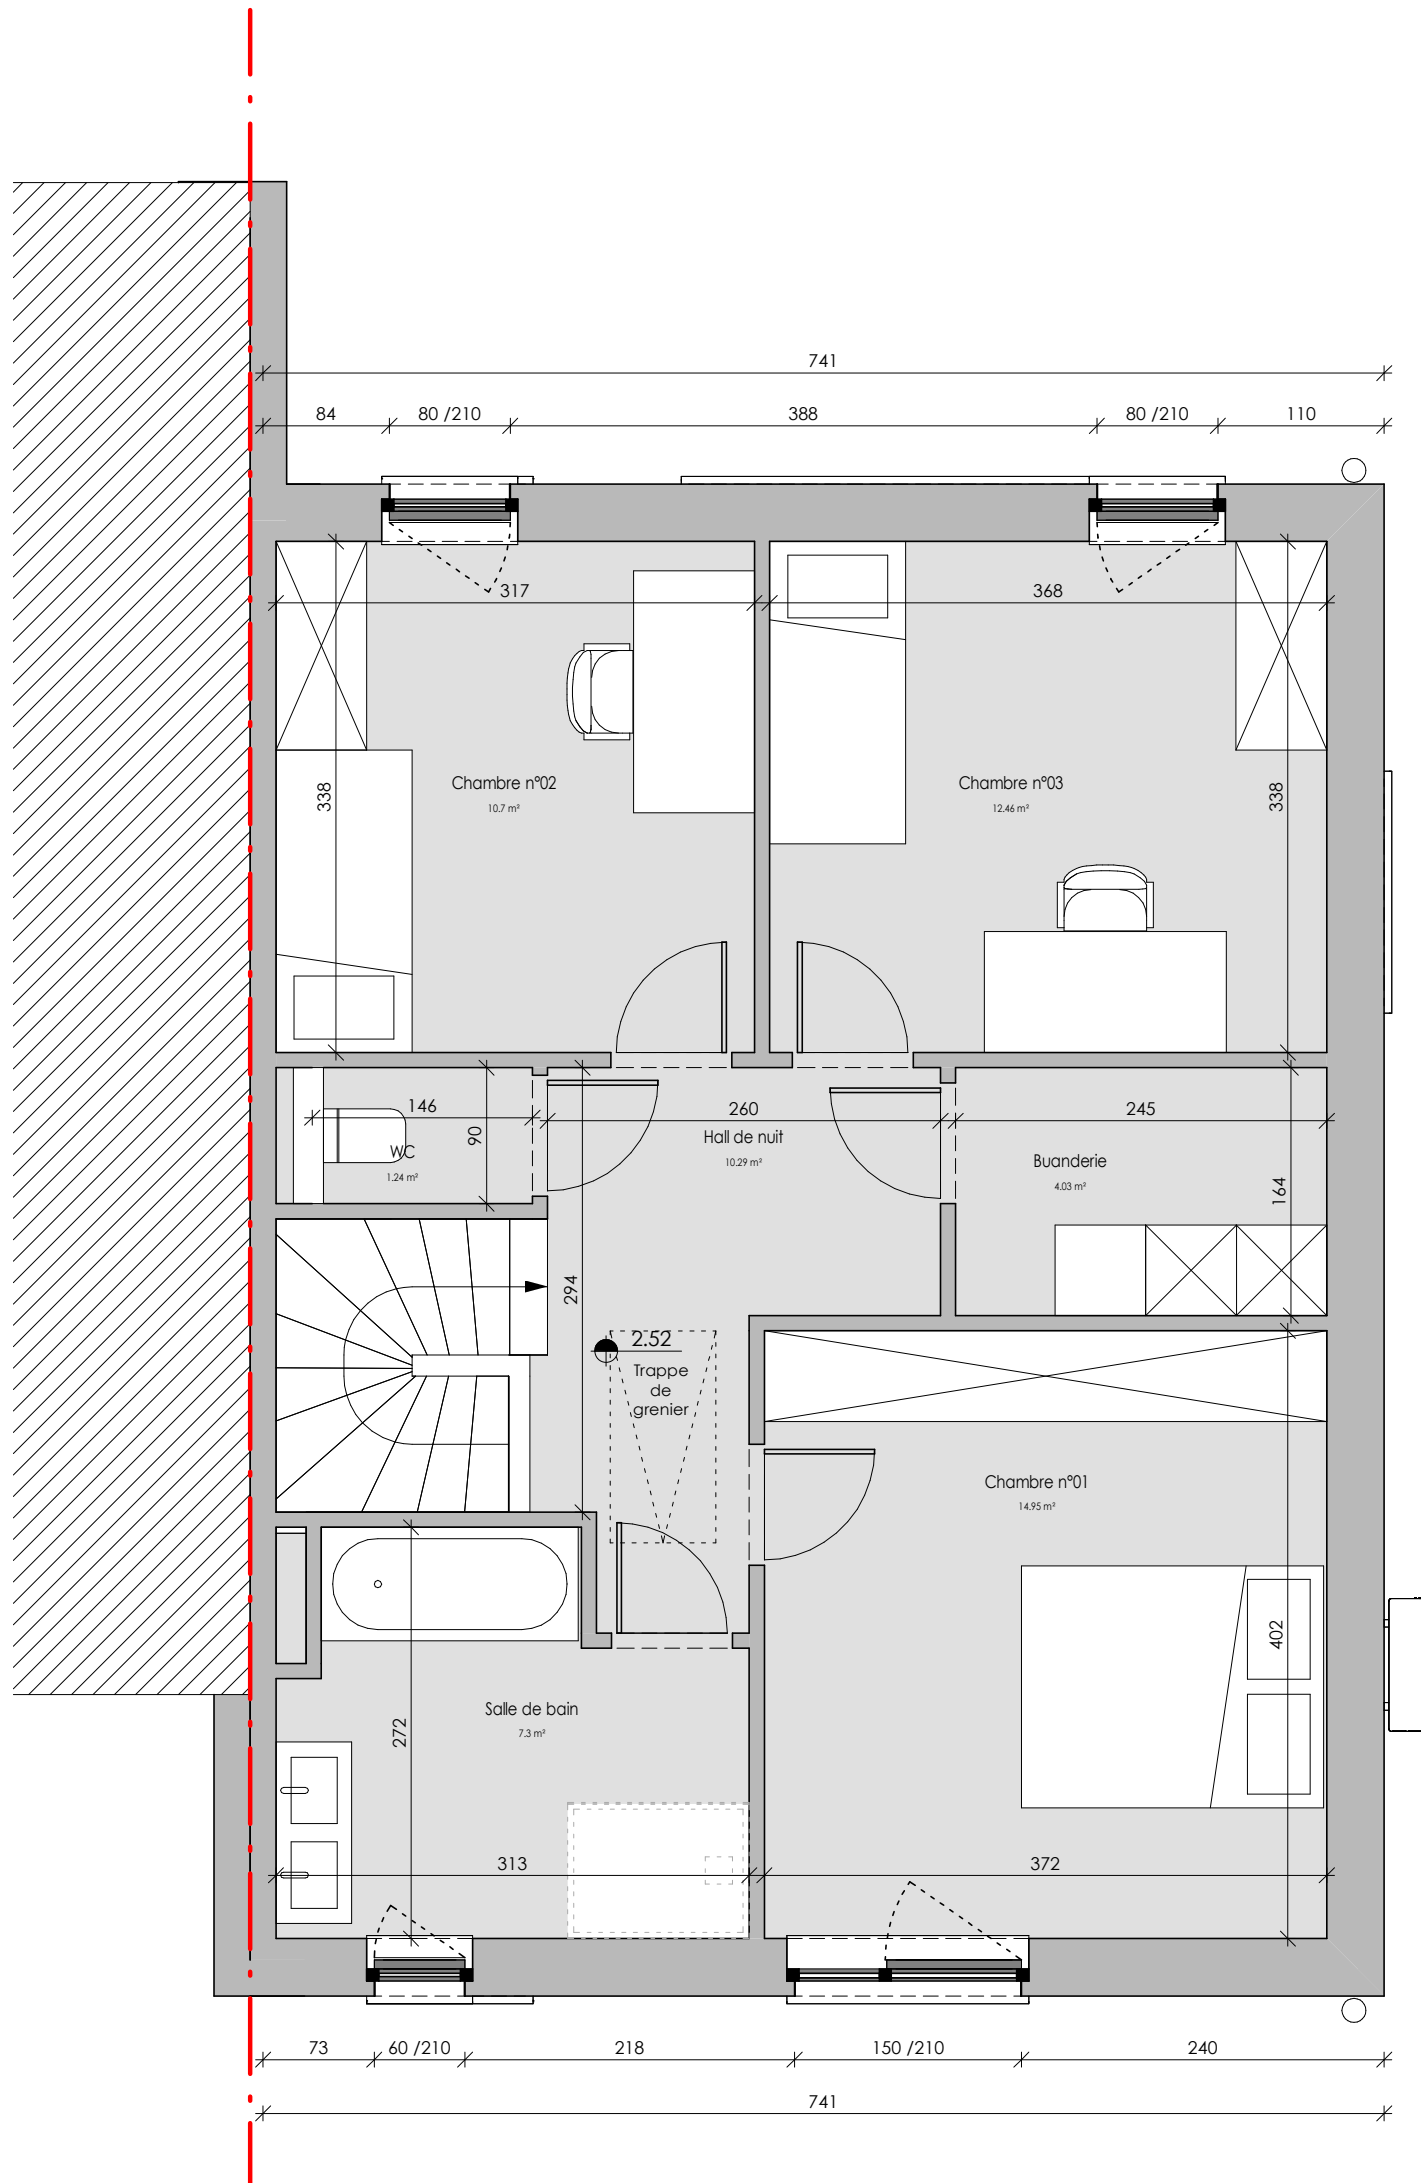 741
84
80 /210
388
80 /210
110
317
368
338
Chambre n°02
10.7 m²
Chambre n°03
12.46 m²
338
146
90
WC
1.24 m²
260
Hall de nuit
10.29 m²
245
Buanderie
4.03 m²
164
294
2.52
Trappe
de
grenier
Chambre n°01
14.95 m²
402
272
Salle de bain
7.3 m²
313
372
73
60 /210
218
150 /210
240
741